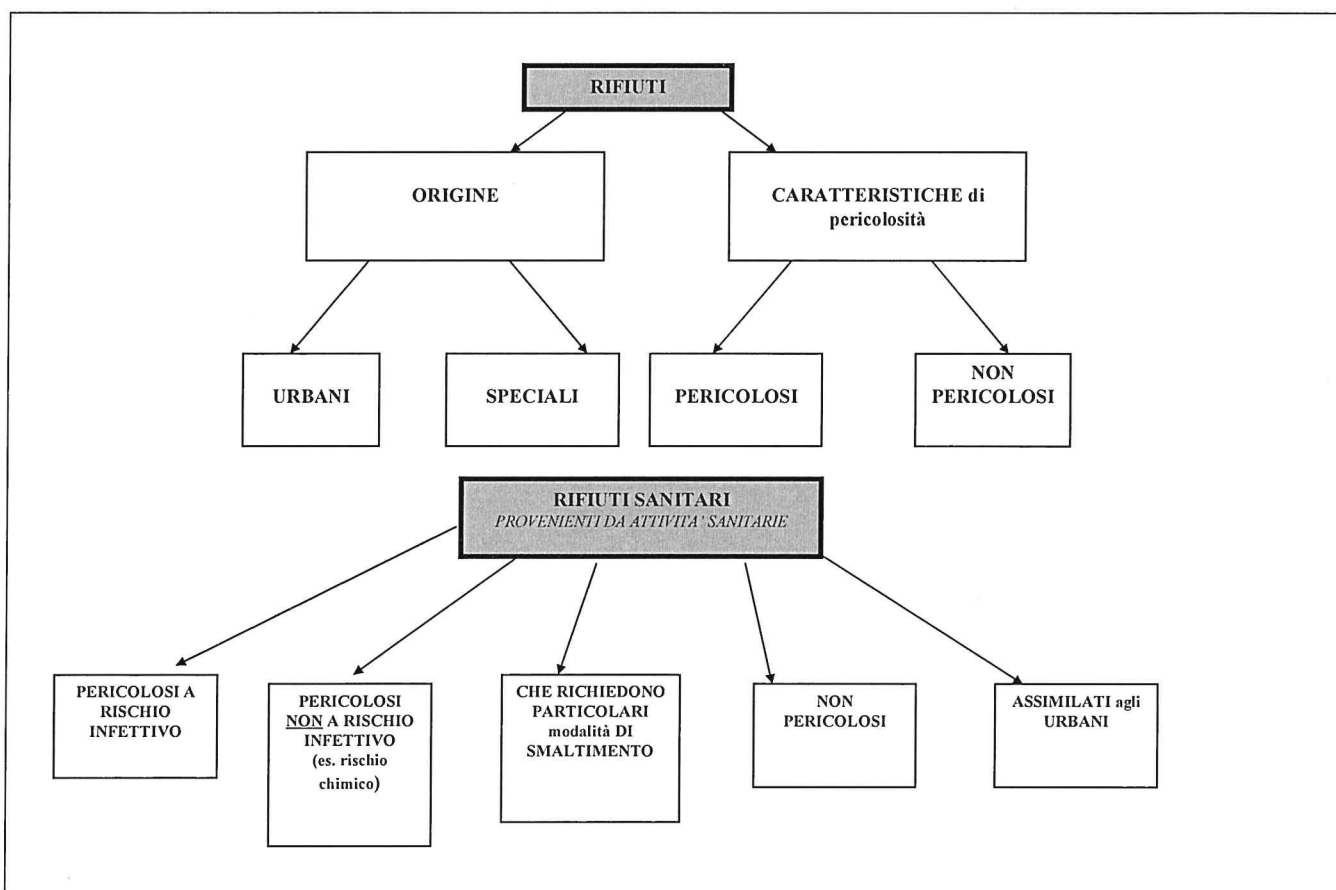 RIFIUTI
ORIGINE
CARATTERISTICHE di
pericolosità
URBANI
SPECIALI
PERICOLOSI
NON
PERICOLOSI
RIFIUTI SANITARI
PROVENIENTI DA ATTIVITA' SANITARIE
PERICOLOSI A
RISCHIO
INFETTIVO
PERICOLOSI
NON A RISCHIO
INFETTIVO
(es. rischio
chimico)
CHE RICHIEDONO
PARTICOLARI
modalità DI
SMALTIMENTO
NON
PERICOLOSI
ASSIMILATI agli
URBANI